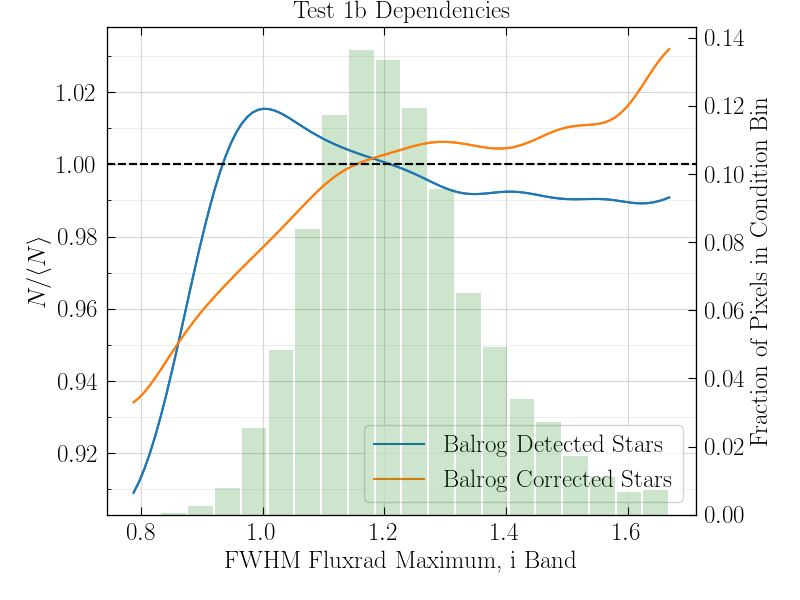 Test 1b Dependencies
N/⟨N⟩
1.02
1.00
0.98
0.96
0.94
0.92
0.14
0.12
0.10
0.08
0.06
0.04
0.02
0.00
Fraction of Pixels in Condition Bin
Balrog Detected Stars
Balrog Corrected Stars
0.8 1.0 1.2 1.4 1.6
FWHM Fluxrad Maximum, i Band